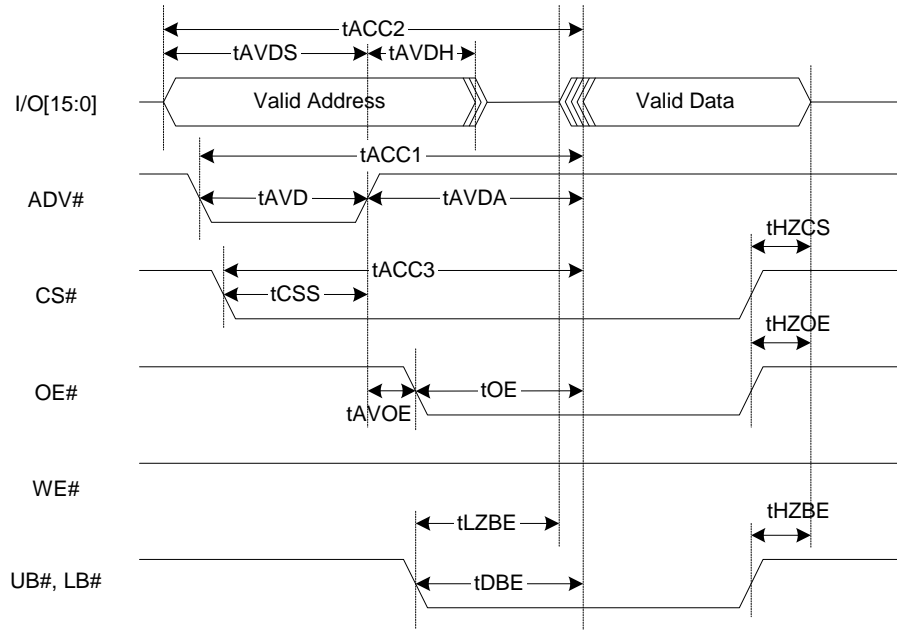 tACC2
tAVDS tAVDH
I/O[15:0] Valid Address Valid Data
tACC1
ADV# tAVD tAVDA
tHZCS
tACC3
CS# tCSS
tHZOE
OE# tOE
tAVOE
WE#
tLZBE tHZBE
UB#, LB# tDBE